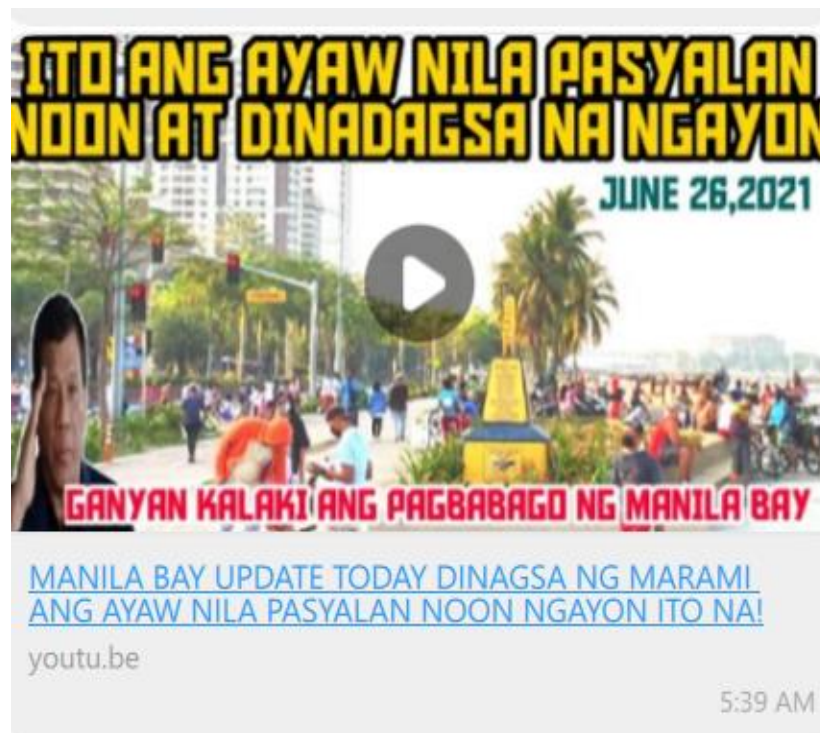 ITO ANG AYAW NILA PASYALAN
NOON AT DINADAGSA NA NGAYON
JUNE 26,2021
GANYAN KALAKI ANG PAGBABAGO NG MANILA BAY
MANILA BAY UPDATE TODAY DINAGSA NG MARAMI
ANG AYAW NILA PASYALAN NOON NGAYON ITO NA!
youtu.be
5:39 AM